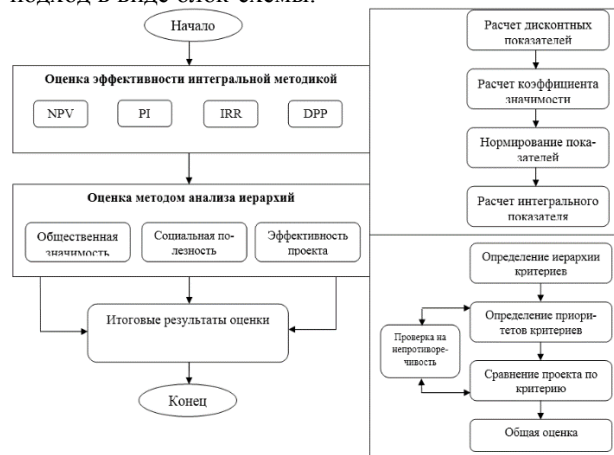 подход в виде блок-схемы:
Начало
Оценка эффективности интегральной методикой
NPV
PI
IRR
DPP
Оценка методом анализа иерархий
Общественная
значимость
Социальная по-
лезность
Эффективность
проекта
Итоговые результаты оценки
Конец
Расчет дисконтных
показателей
Расчет коэффициента
значимости
Нормирование пока-
зателей
Расчет интегрального
показателя
Определение иерархии
критериев
Определение приори-
тетов критериев
Проверка на
непротиворе-
чивость
Сравнение проекта по
критерию
Общая оценка